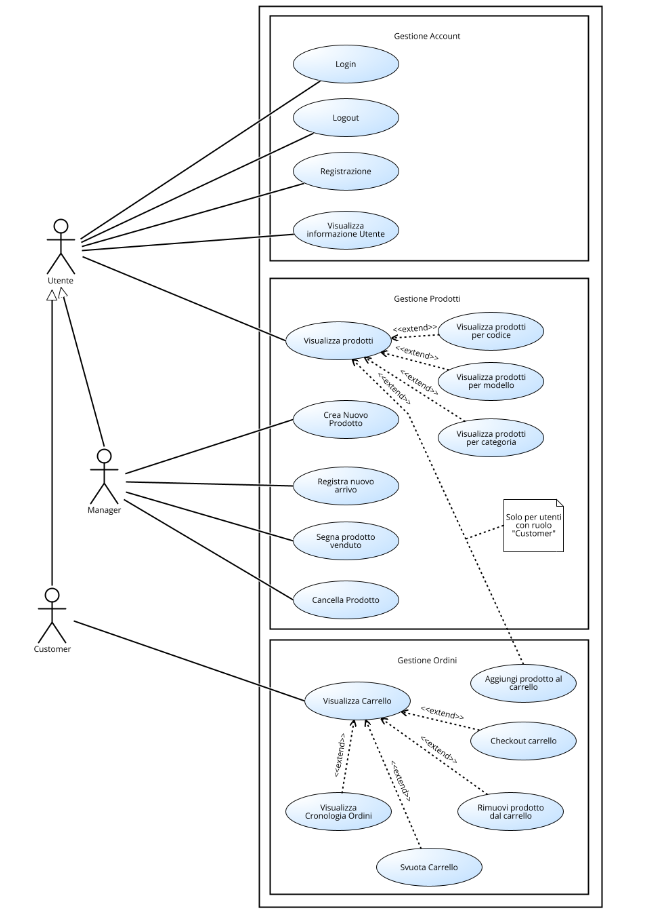 Gestione Account
Login
Logout
Registrazione
Visualizza
informazione Utente
Utente
Gestione Prodotti
Visualizza prodotti
<<extend>>
Visualizza prodotti
per codice
<<extend>>
Visualizza prodotti
per modello
<<extend>>
Visualizza prodotti
per categoria
<<extend>>
Crea Nuovo
Prodotto
Registra nuovo
arrivo
Segna prodotto
venduto
Cancella Prodotto
Solo per utenti
con ruolo
"Customer"
Manager
Customer
Gestione Ordini
Aggiungi prodotto al
carrello
Visualizza Carrello
<<extend>>
Checkout carrello
<<extend>>
<<extend>>
<<extend>>
Visualizza
Cronologia Ordini
Rimuovi prodotto
dal carrello
Svuota Carrello